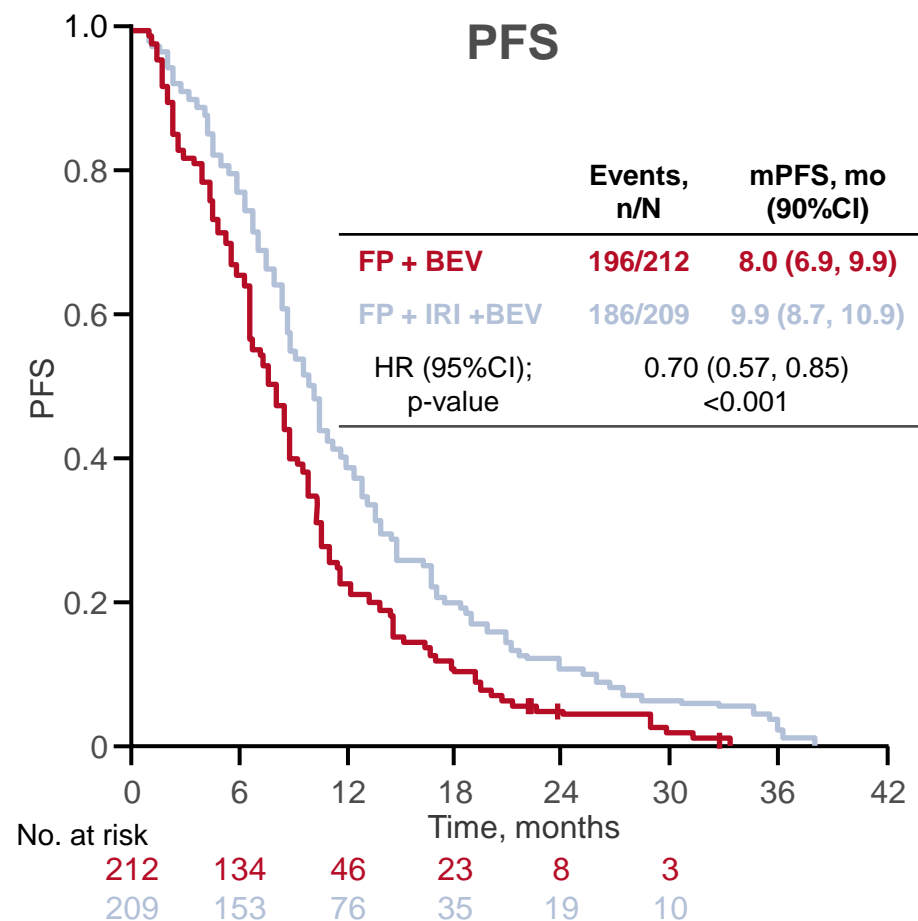 PFS
1.0
0.8
0.6
0.4
0.2
0
PFS
Events, n/N
mPFS, mo (90%CI)
FP + BEV 196/212 8.0 (6.9, 9.9)
FP + IRI +BEV 186/209 9.9 (8.7, 10.9)
HR (95%CI); 0.70 (0.57, 0.85)
p-value <0.001
0 6 12 18 24 30 36 42
Time, months
No. at risk
212 134 46 23 8 3
209 153 76 35 19 10